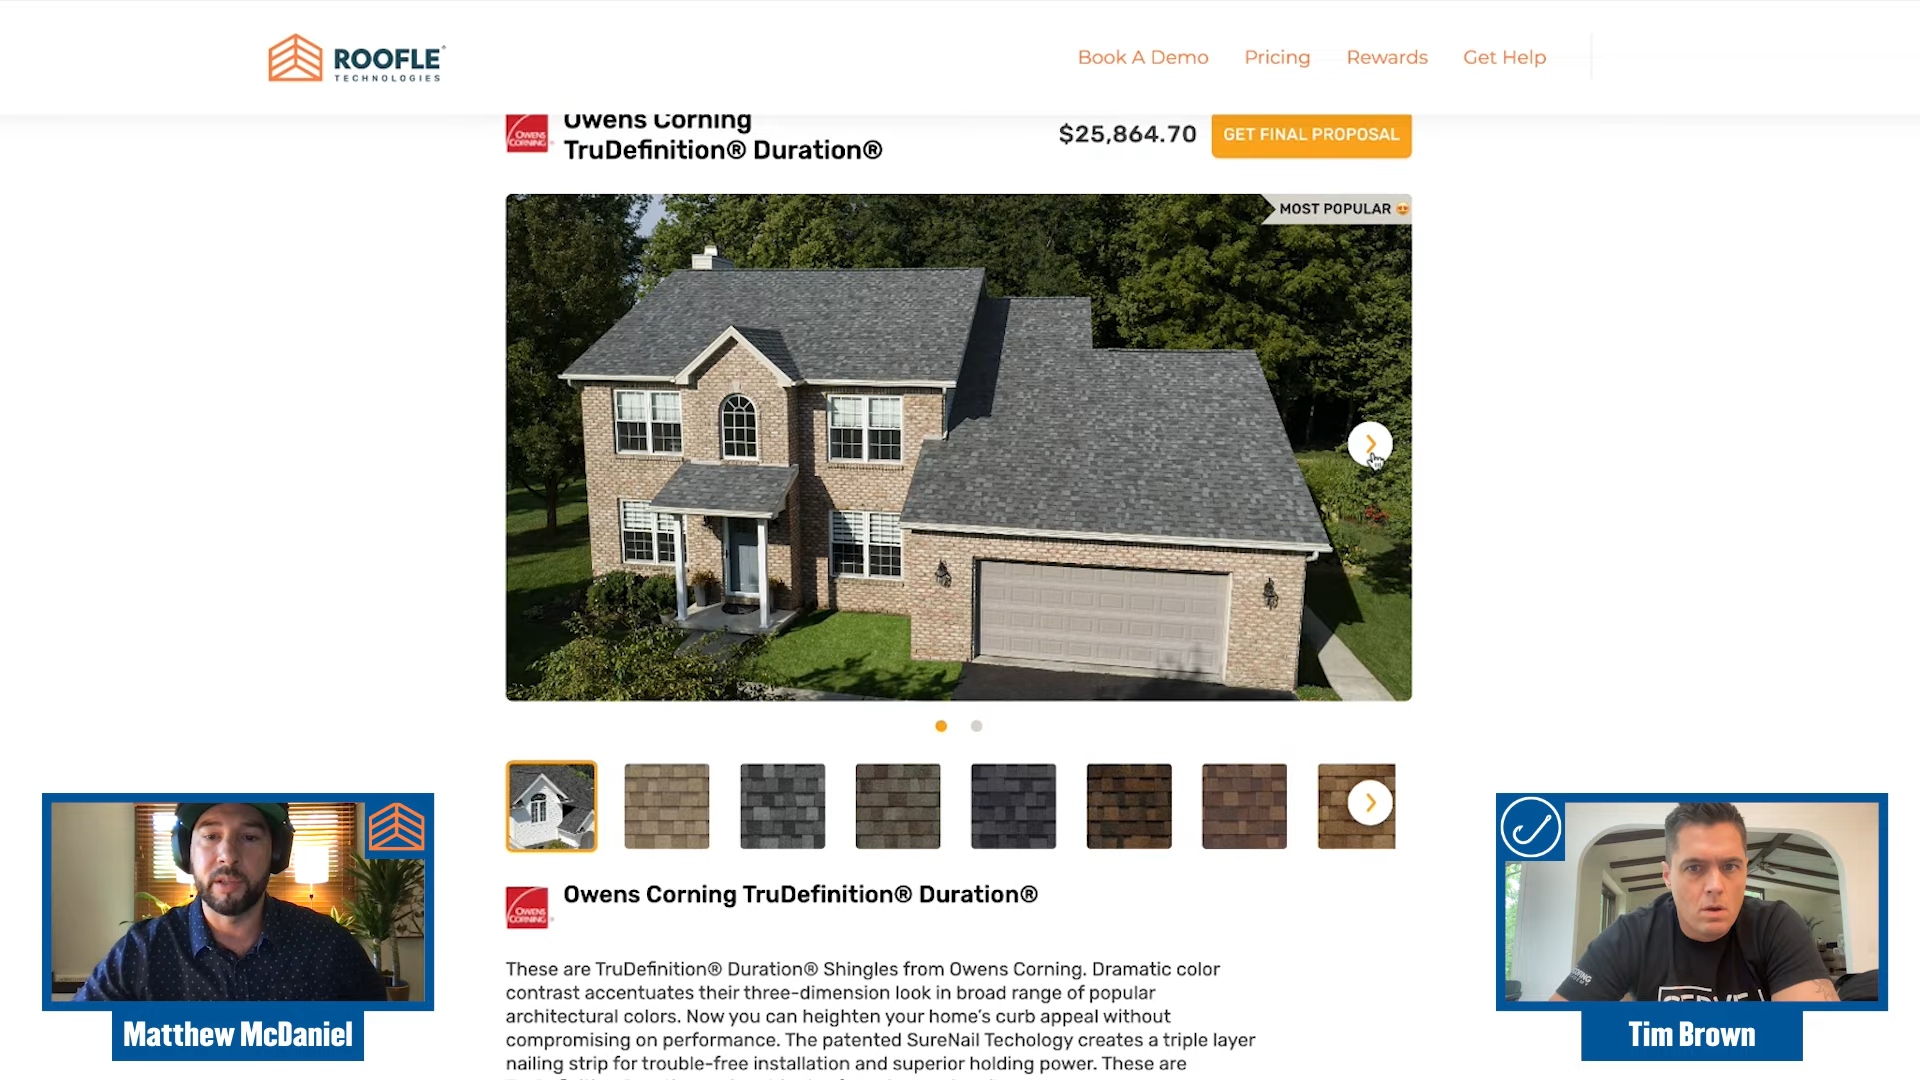 ROOFLE
TECHNOLOGIES
Book A Demo
Pricing
Rewards
Get Help
OWENS CORNING
Owens Corning
TruDefinition® Duration®
$25,864.70
GET FINAL PROPOSAL
MOST POPULAR
OWENS CORNING
Owens Corning TruDefinition® Duration®
These are TruDefinition® Duration® Shingles from Owens Corning. Dramatic color
contrast accentuates their three-dimension look in broad range of popular
architectural colors. Now you can heighten your home's curb appeal without
compromising on performance. The patented SureNail Techology creates a triple layer
nailing strip for trouble-free installation and superior holding power. These are
Matthew McDaniel
Tim Brown